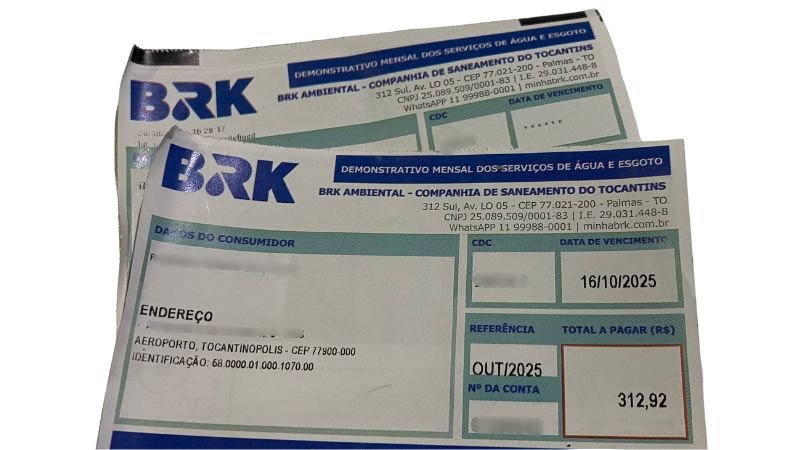 BRK
DEMONSTRATIVO MENSAL DOS SERVIÇOS DE ÁGUA E ESGOTO
BRK AMBIENTAL - COMPANHIA DE SANEAMENTO DO TOCANTINS
312 Sul, Av. LO 05 - CEP 77.021-200 - Palmas - TO
CNPJ 25.089.509/0001-83 | I.E. 29.031.448-8
WhatsAPP 11 99988-0001 | minhabrk.com.br
CDC
DATA DE VENCIMENTO
******
BRK
DEMONSTRATIVO MENSAL DOS SERVIÇOS DE ÁGUA E ESGOTO
BRK AMBIENTAL - COMPANHIA DE SANEAMENTO DO TOCANTINS
312 Sul, Av. LO 05 - CEP 77.021-200 - Palmas - TO
CNPJ 25.089.509/0001-83 | I.E. 29.031.448-8
WhatsAPP 11 99988-0001 | minhabrk.com.br
DADOS DO CONSUMIDOR
ENDEREÇO
AEROPORTO, TOCANTINOPOLIS - CEP 77900-000
IDENTIFICAÇÃO: 58.0000.01.000.1070.00
CDC
DATA DE VENCIMENTO
16/10/2025
REFERÊNCIA
TOTAL A PAGAR (R$)
OUT/2025
Nº DA CONTA
312,92